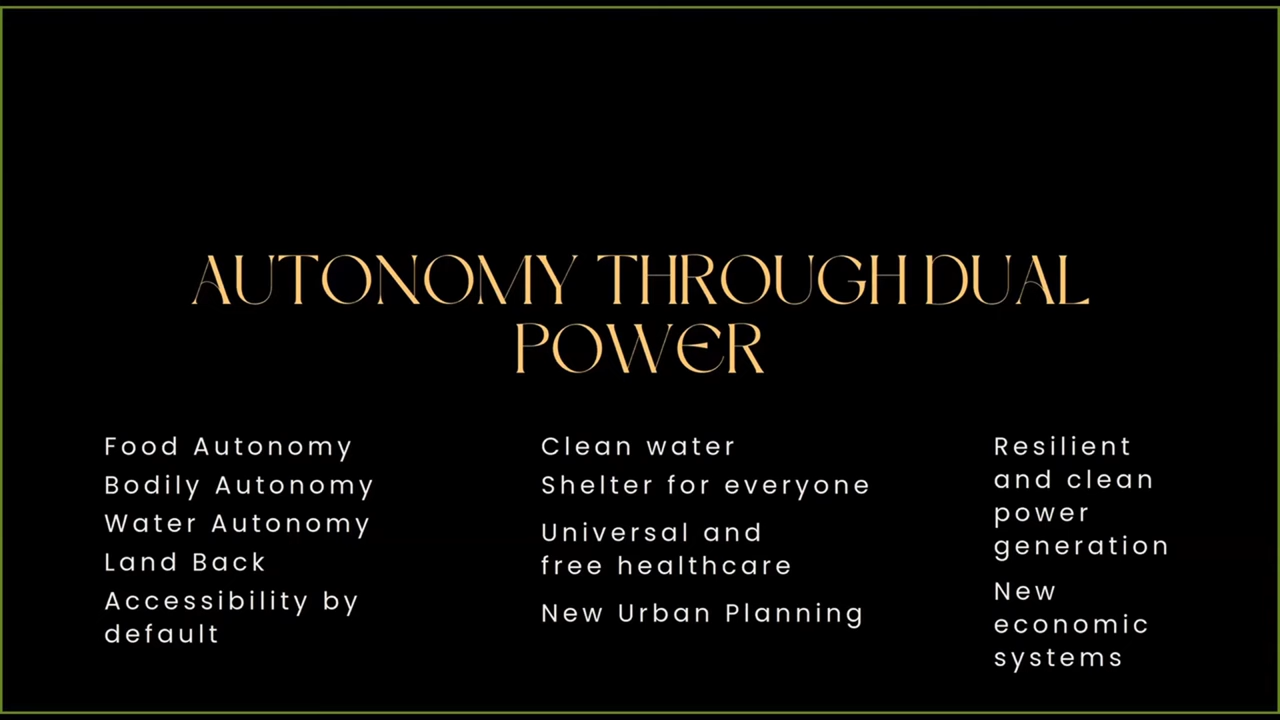 AUTONOMY THROUGH DUAL
POWER
Food Autonomy
Bodily Autonomy
Water Autonomy
Land Back
Accessibility by
default
Clean water
Shelter for everyone
Universal and
free healthcare
New Urban Planning
Resilient
and clean
power
generation
New
economic
systems